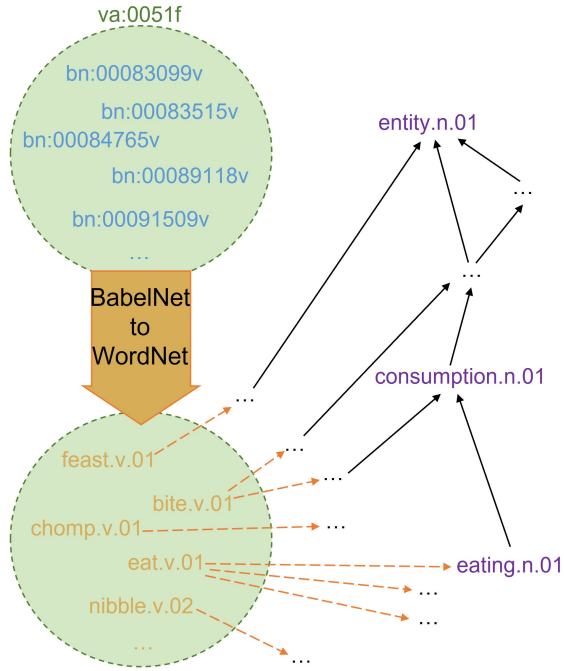 va:0051f
bn:00083099v
bn:00083515v
bn:00084765v
bn:00089118v
bn:00091509v
...
entity.n.01
...
...
BabelNet
to
WordNet
consumption.n.01
...
feast.v.01
...
bite.v.01
...
chomp.v.01
...
eat.v.01
eating.n.01
...
nibble.v.02
...
...
...